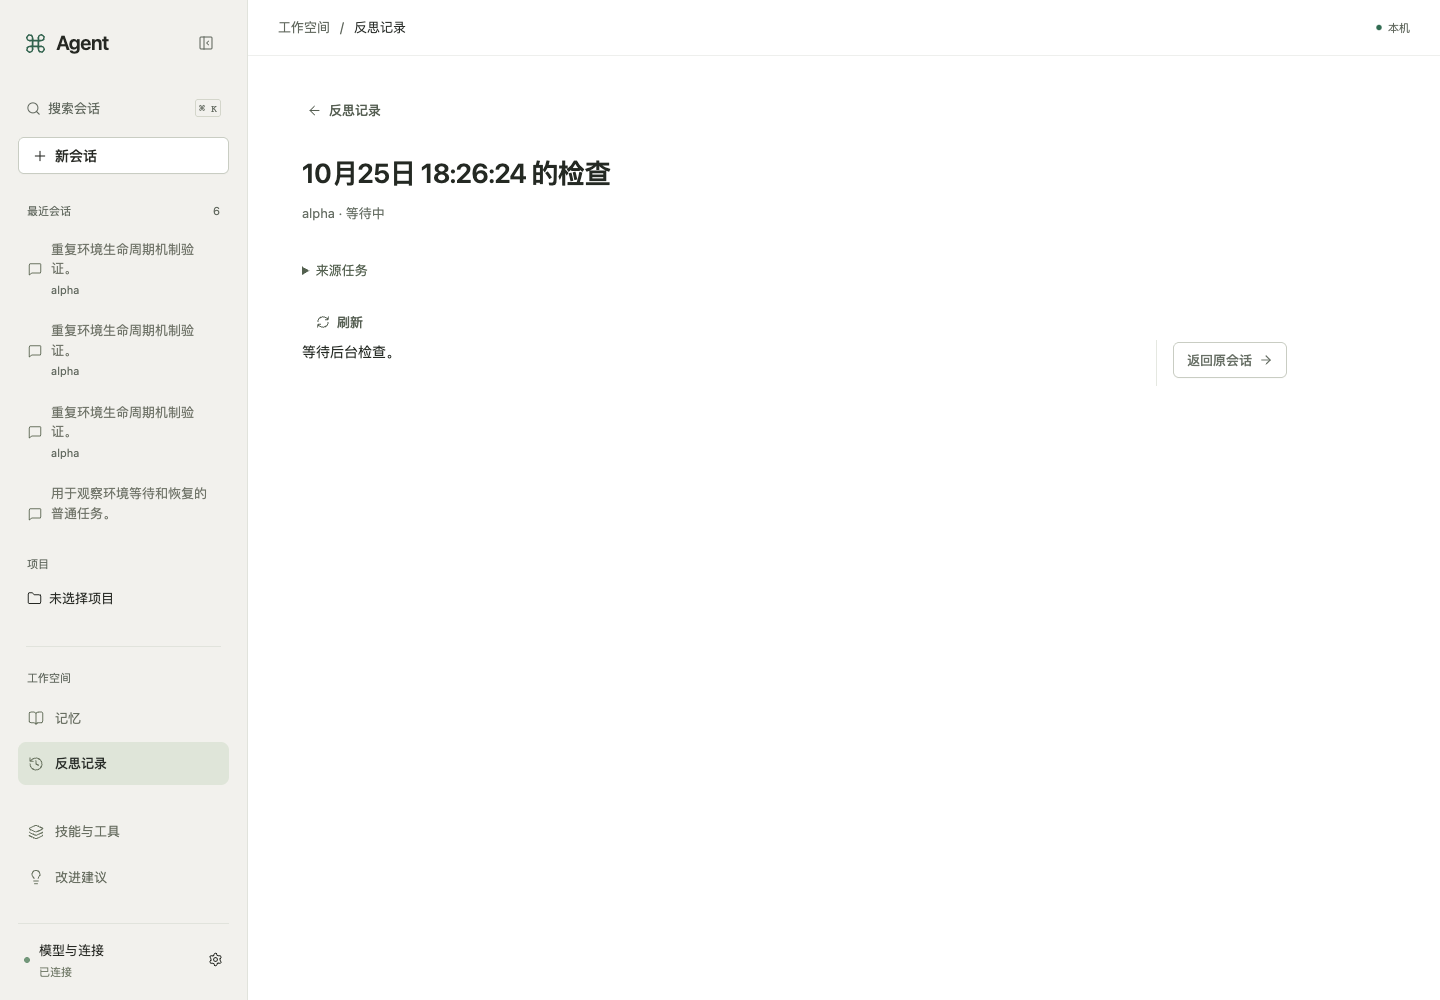 Agent
搜索会话
⌘ K
新会话
最近会话 6
重复环境生命周期机制验
证。
alpha
重复环境生命周期机制验
证。
alpha
重复环境生命周期机制验
证。
alpha
用于观察环境等待和恢复的
普通任务。
项目
未选择项目
工作空间
记忆
反思记录
技能与工具
改进建议
模型与连接
已连接
工作空间 / 反思记录
本机
反思记录
10月25日 18:26:24 的检查
alpha · 等待中
来源任务
刷新
等待后台检查。
返回原会话